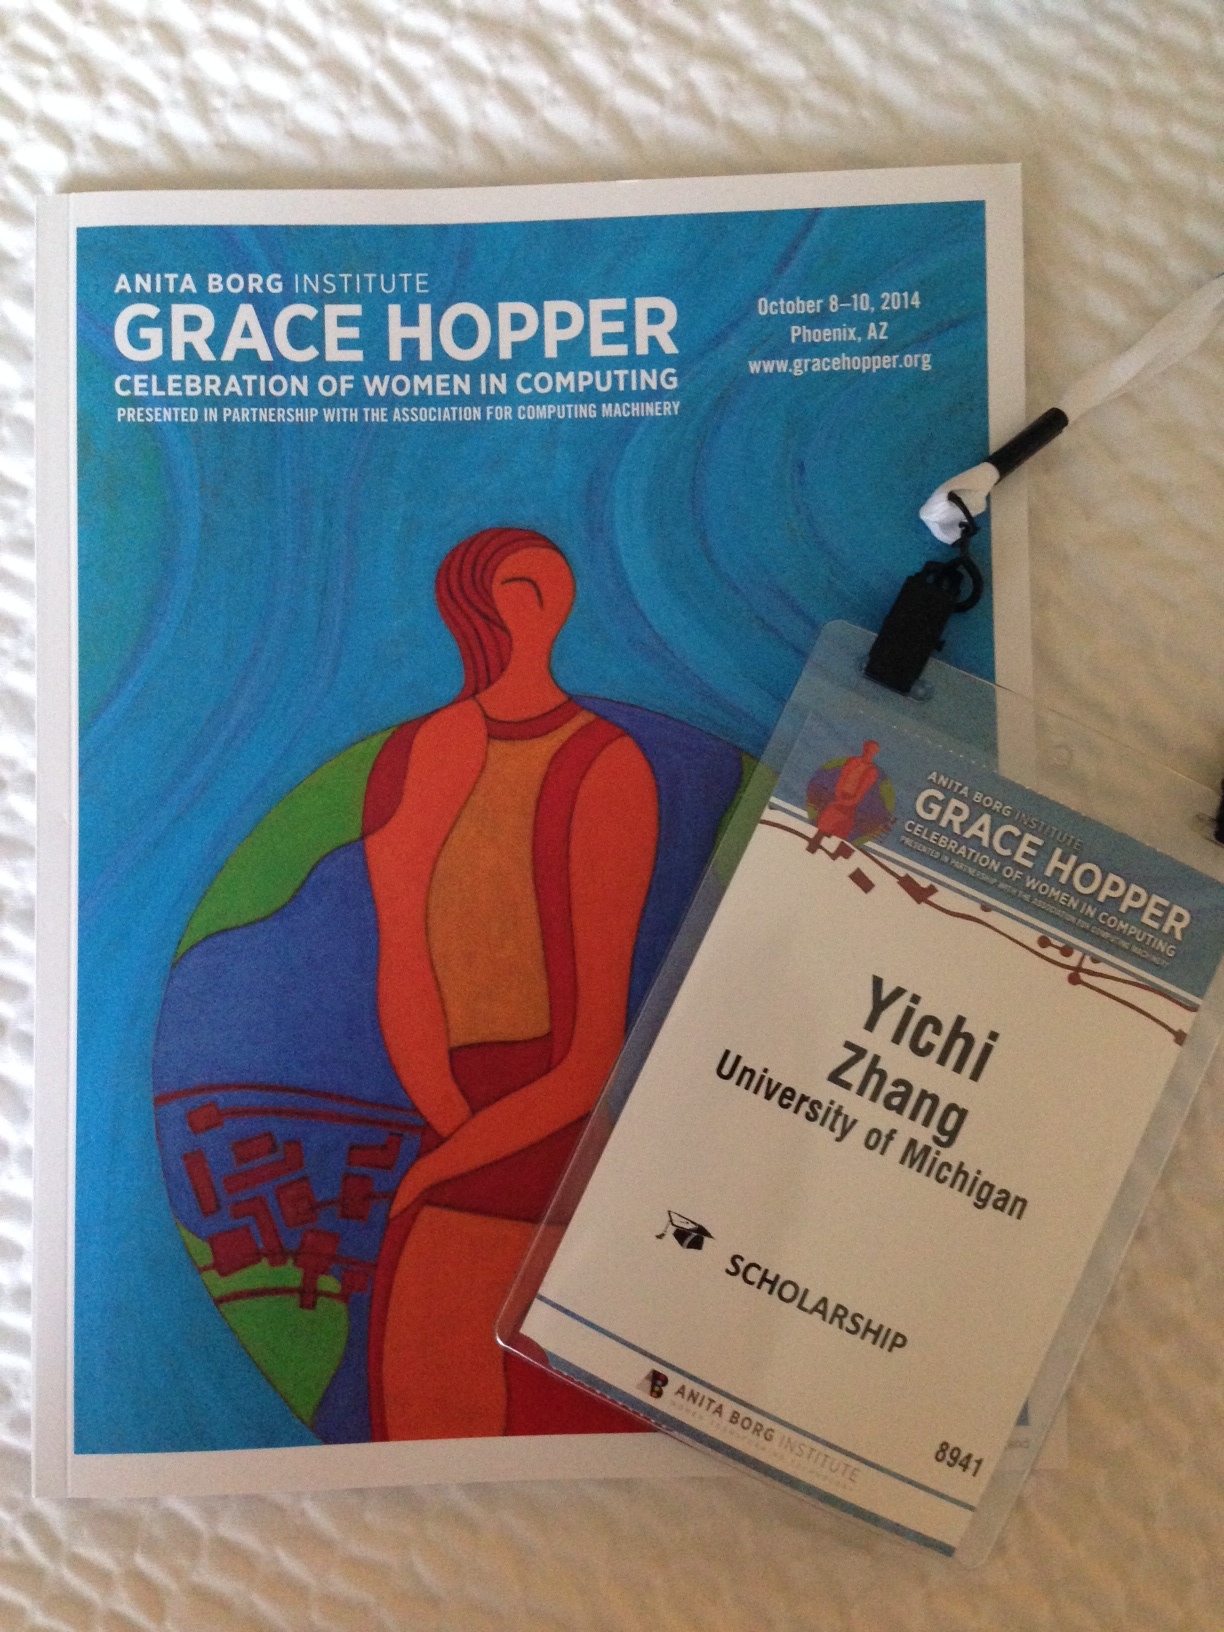 ANITA BORG INSTITUTE
GRACE HOPPER
CELEBRATION OF WOMEN IN COMPUTING
PRESENTED IN PARTNERSHIP WITH THE ASSOCIATION FOR COMPUTING MACHINERY
October 8–10, 2014
Phoenix, AZ
www.gracehopper.org
ANITA BORG INSTITUTE
GRACE HOPPER
CELEBRATION OF WOMEN IN COMPUTING
PRESENTED IN PARTNERSHIP WITH THE ASSOCIATION FOR COMPUTING MACHINERY
Yichi
Zhang
University of Michigan
SCHOLARSHIP
ANITA BORG INSTITUTE
8941